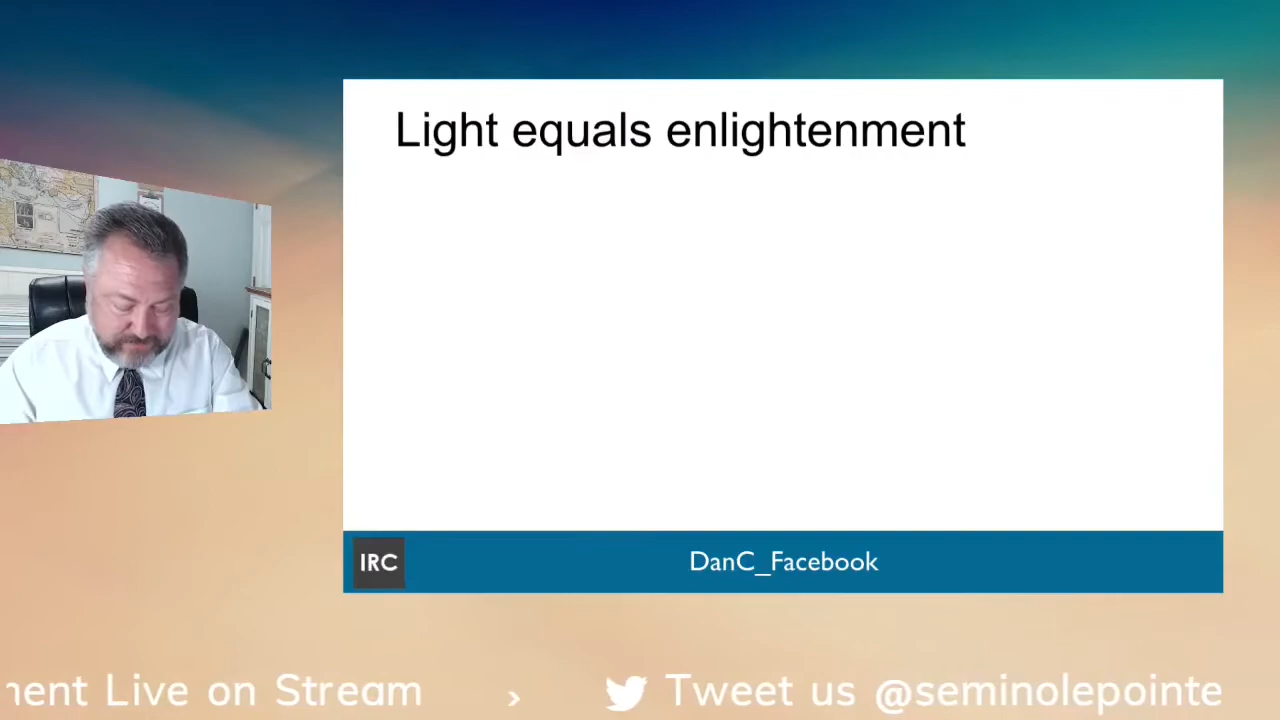 Light equals enlightenment
IRC
DanC_Facebook
ent Live on Stream › Tweet us @seminolepointe